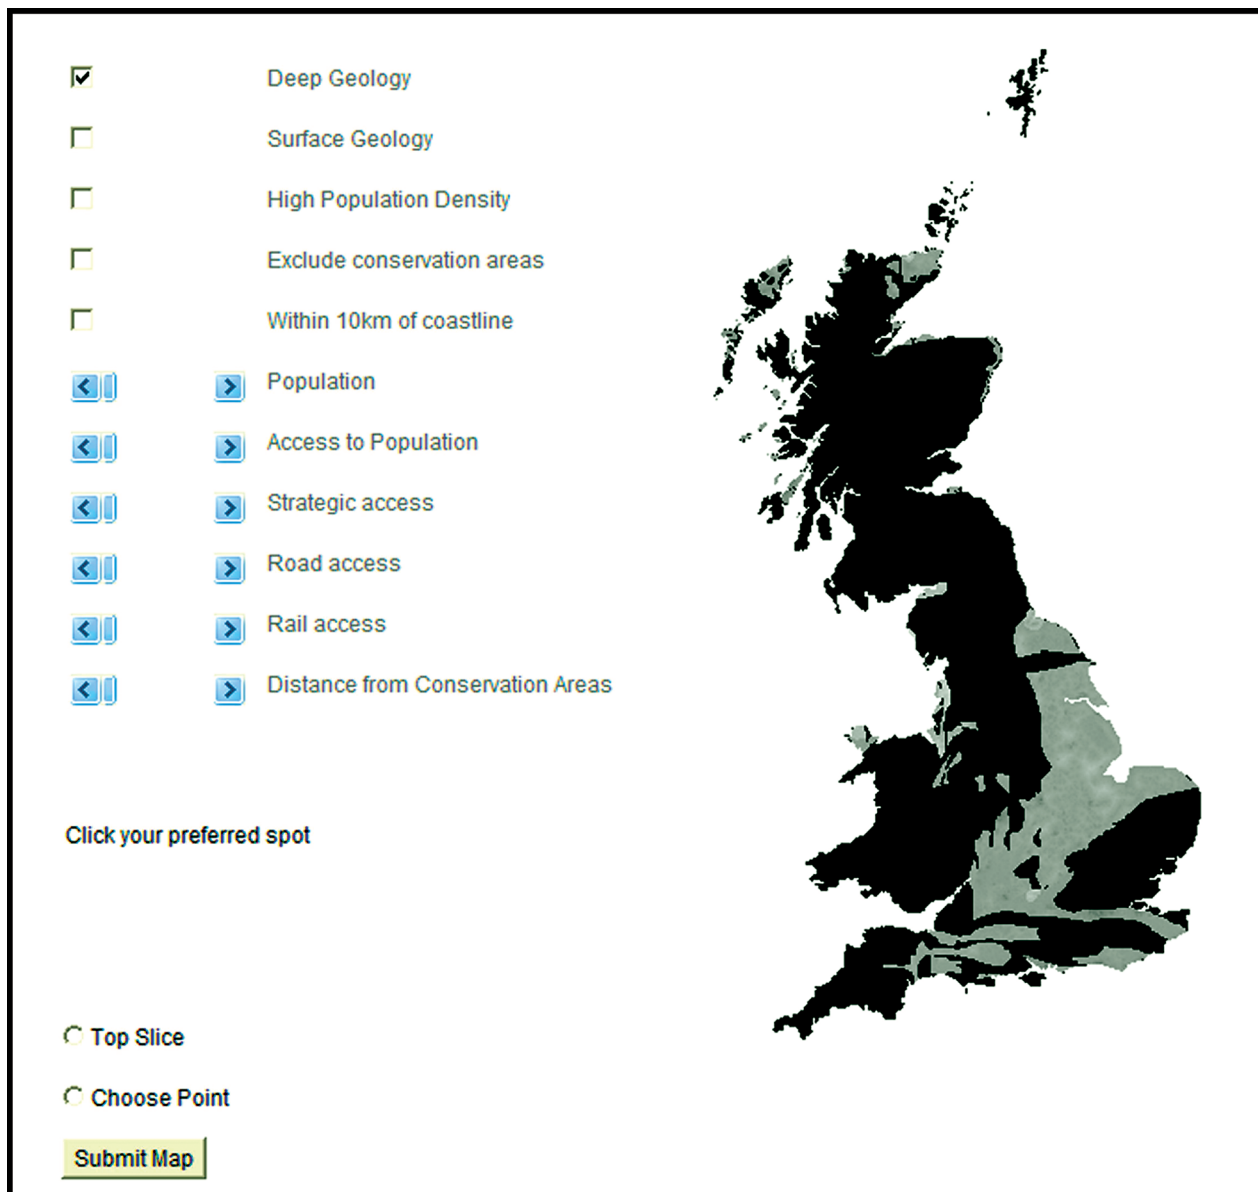 Deep Geology
Surface Geology
High Population Density
Exclude conservation areas
Within 10km of coastline
Population
Access to Population
Strategic access
Road access
Rail access
Distance from Conservation Areas
Click your preferred spot
Top Slice
Choose Point
Submit Map